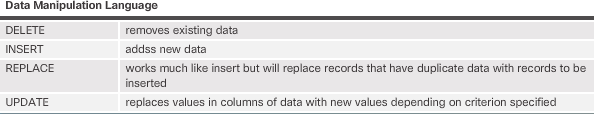 Data Manipulation Language
DELETE removes existing data
INSERT addss new data
REPLACE works much like insert but will replace records that have duplicate data with records to be
inserted
UPDATE replaces values in columns of data with new values depending on criterion specified